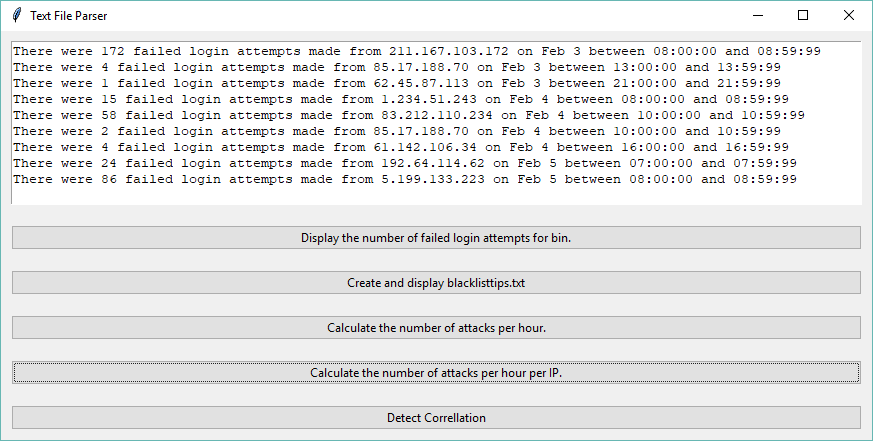 Text File Parser
There were 172 failed login attempts made from 211.167.103.172 on Feb 3 between 08:00:00 and 08:59:99
There were 4 failed login attempts made from 85.17.188.70 on Feb 3 between 13:00:00 and 13:59:99
There were 1 failed login attempts made from 62.45.87.113 on Feb 3 between 21:00:00 and 21:59:99
There were 15 failed login attempts made from 1.234.51.243 on Feb 4 between 08:00:00 and 08:59:99
There were 58 failed login attempts made from 83.212.110.234 on Feb 4 between 10:00:00 and 10:59:99
There were 2 failed login attempts made from 85.17.188.70 on Feb 4 between 10:00:00 and 10:59:99
There were 4 failed login attempts made from 61.142.106.34 on Feb 4 between 16:00:00 and 16:59:99
There were 24 failed login attempts made from 192.64.114.62 on Feb 5 between 07:00:00 and 07:59:99
There were 86 failed login attempts made from 5.199.133.223 on Feb 5 between 08:00:00 and 08:59:99
Display the number of failed login attempts for bin.
Create and display blacklisttips.txt
Calculate the number of attacks per hour.
Calculate the number of attacks per hour per IP.
Detect Correllation